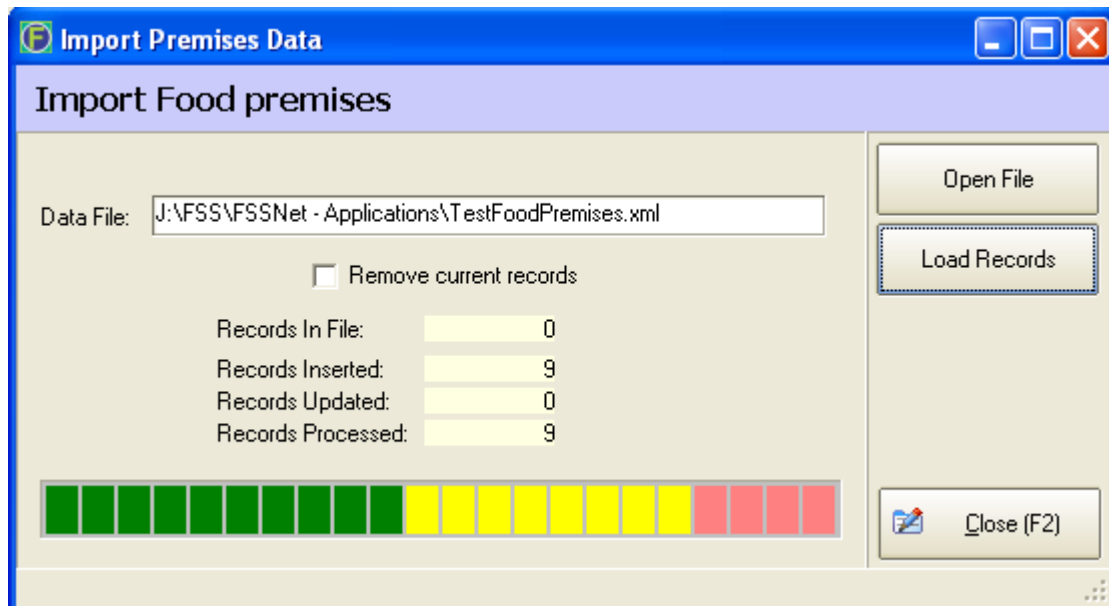 Import Premises Data
Import Food premises
Open File
Data File: J:\FSS\FSSNet - Applications\TestFoodPremises.xml
Load Records
Remove current records
Records In File: 0
Records Inserted: 9
Records Updated: 0
Records Processed: 9
Close (F2)